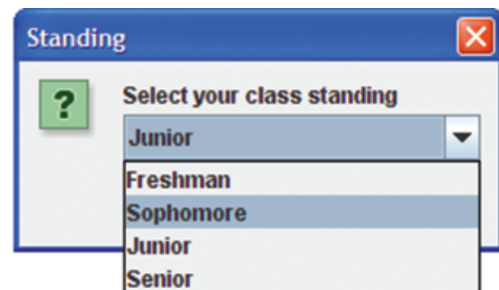 Standing
?
Select your class standing
Junior
Freshman
Sophomore
Junior
Senior